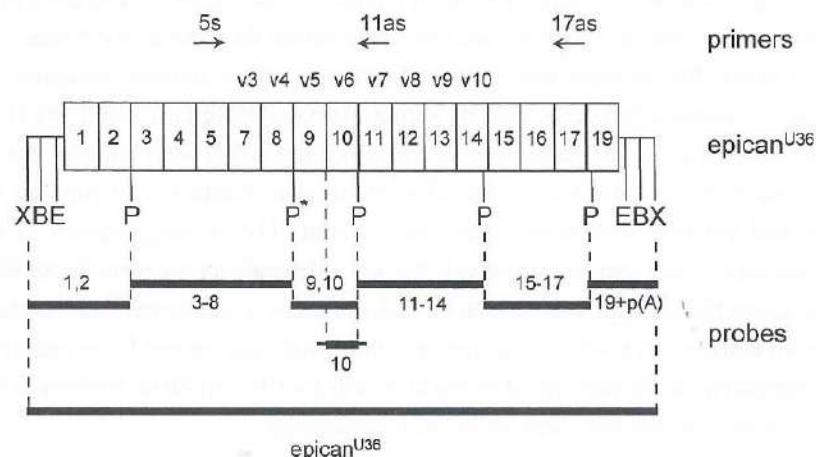 5s 11as 17as primers
v3 v4 v5 v6 v7 v8 v9 v10
1 2 3 4 5 7 8 9 10 11 12 13 14 15 16 17 19 epican^U36
XBE P P* P P P EBX
1,2 9,10 15-17
3-8 11-14 19+p(A)
probes
10
epican^U36